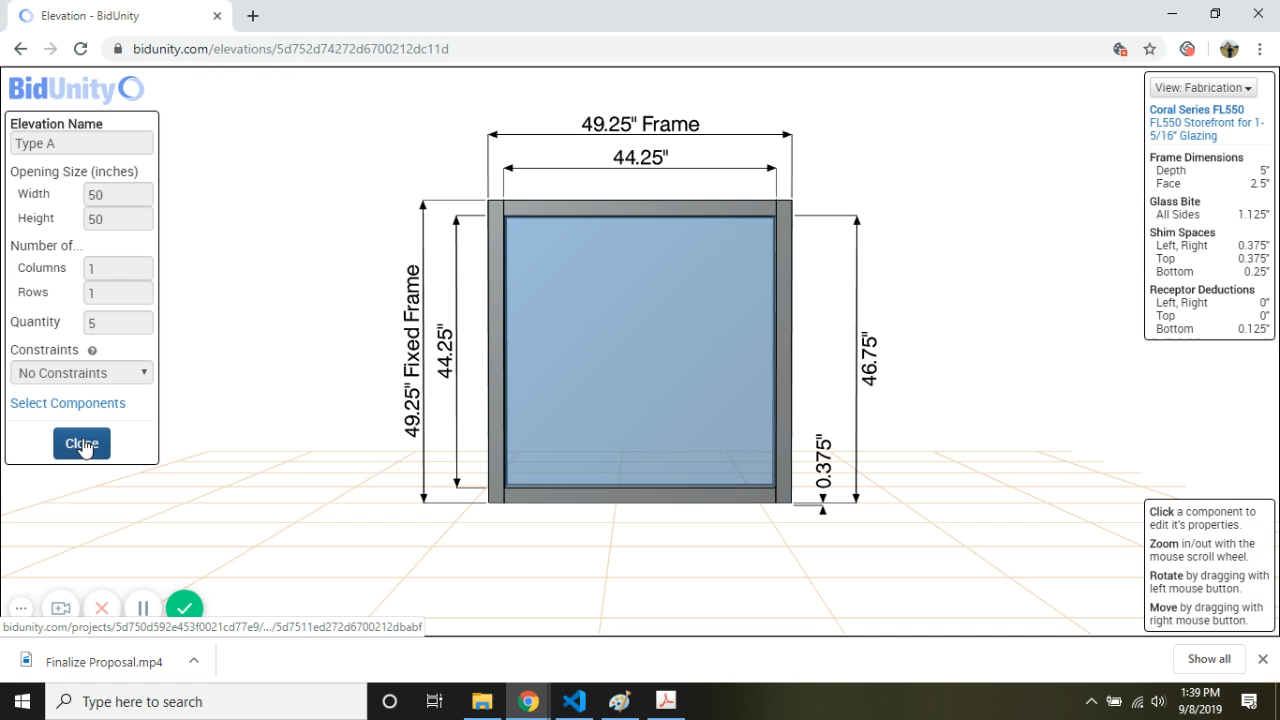 Elevation - BidUnity
bidunity.com/elevations/5d752d74272d6700212dc11d
BidUnity
Elevation Name
Type A
Opening Size (inches)
Width 50
Height 50
Number of...
Columns 1
Rows 1
Quantity 5
Constraints
No Constraints
Select Components
Close
49.25" Frame
44.25"
49.25" Fixed Frame
44.25"
46.75"
0.375"
View: Fabrication
Coral Series FL550
FL550 Storefront for 1-
5/16" Glazing
Frame Dimensions
Depth 5"
Face 2.5"
Glass Bite
All Sides 1.125"
Shim Spaces
Left, Right 0.375"
Top 0.375"
Bottom 0.25"
Receptor Deductions
Left, Right 0"
Top 0"
Bottom 0.125"
Click a component to
edit it's properties.
Zoom in/out with the
mouse scroll wheel.
Rotate by dragging with
left mouse button.
Move by dragging with
right mouse button.
bidunity.com/projects/5d750d592e453f0021cd77e9/.../5d7511ed272d6700212dbabf
Finalize Proposal.mp4
Show all
Type here to search
1:39 PM
9/8/2019